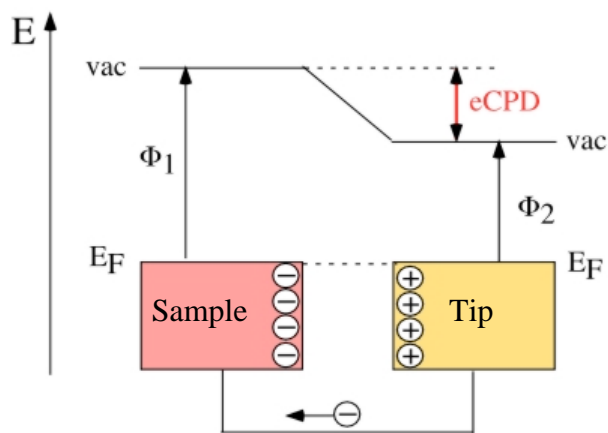 E
vac
eCPD
vac
Φ1
Φ2
EF
EF
Sample
Tip
− − − −
+ + + +
−